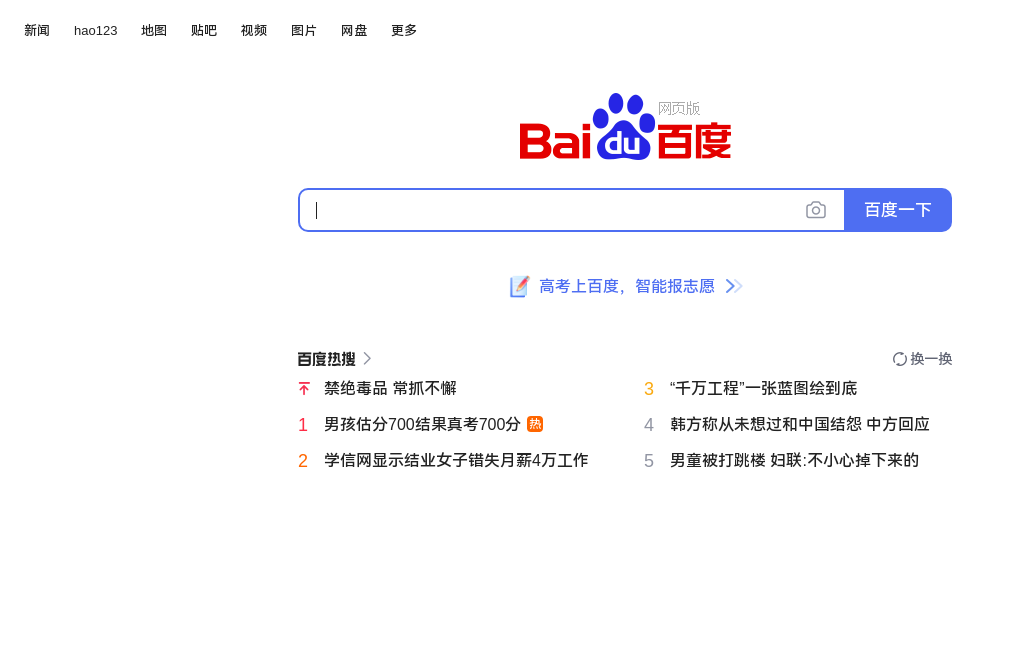 新闻 hao123 地图 贴吧 视频 图片 网盘 更多
网页版
Bai du 百度
百度一下
高考上百度，智能报志愿
百度热搜 换一换
禁绝毒品 常抓不懈
3 “千万工程”一张蓝图绘到底
1 男孩估分700结果真考700分 热
4 韩方称从未想过和中国结怨 中方回应
2 学信网显示结业女子错失月薪4万工作
5 男童被打跳楼 妇联:不小心掉下来的